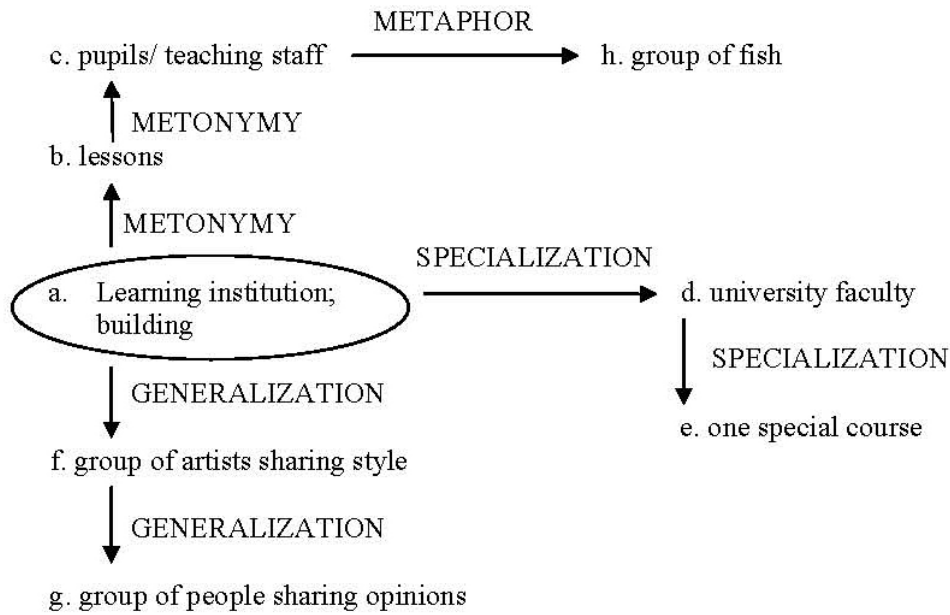 METAPHOR
c. pupils/ teaching staff
h. group of fish
METONYMY
b. lessons
METONYMY
SPECIALIZATION
a. Learning institution;
building
d. university faculty
GENERALIZATION
SPECIALIZATION
e. one special course
f. group of artists sharing style
GENERALIZATION
g. group of people sharing opinions